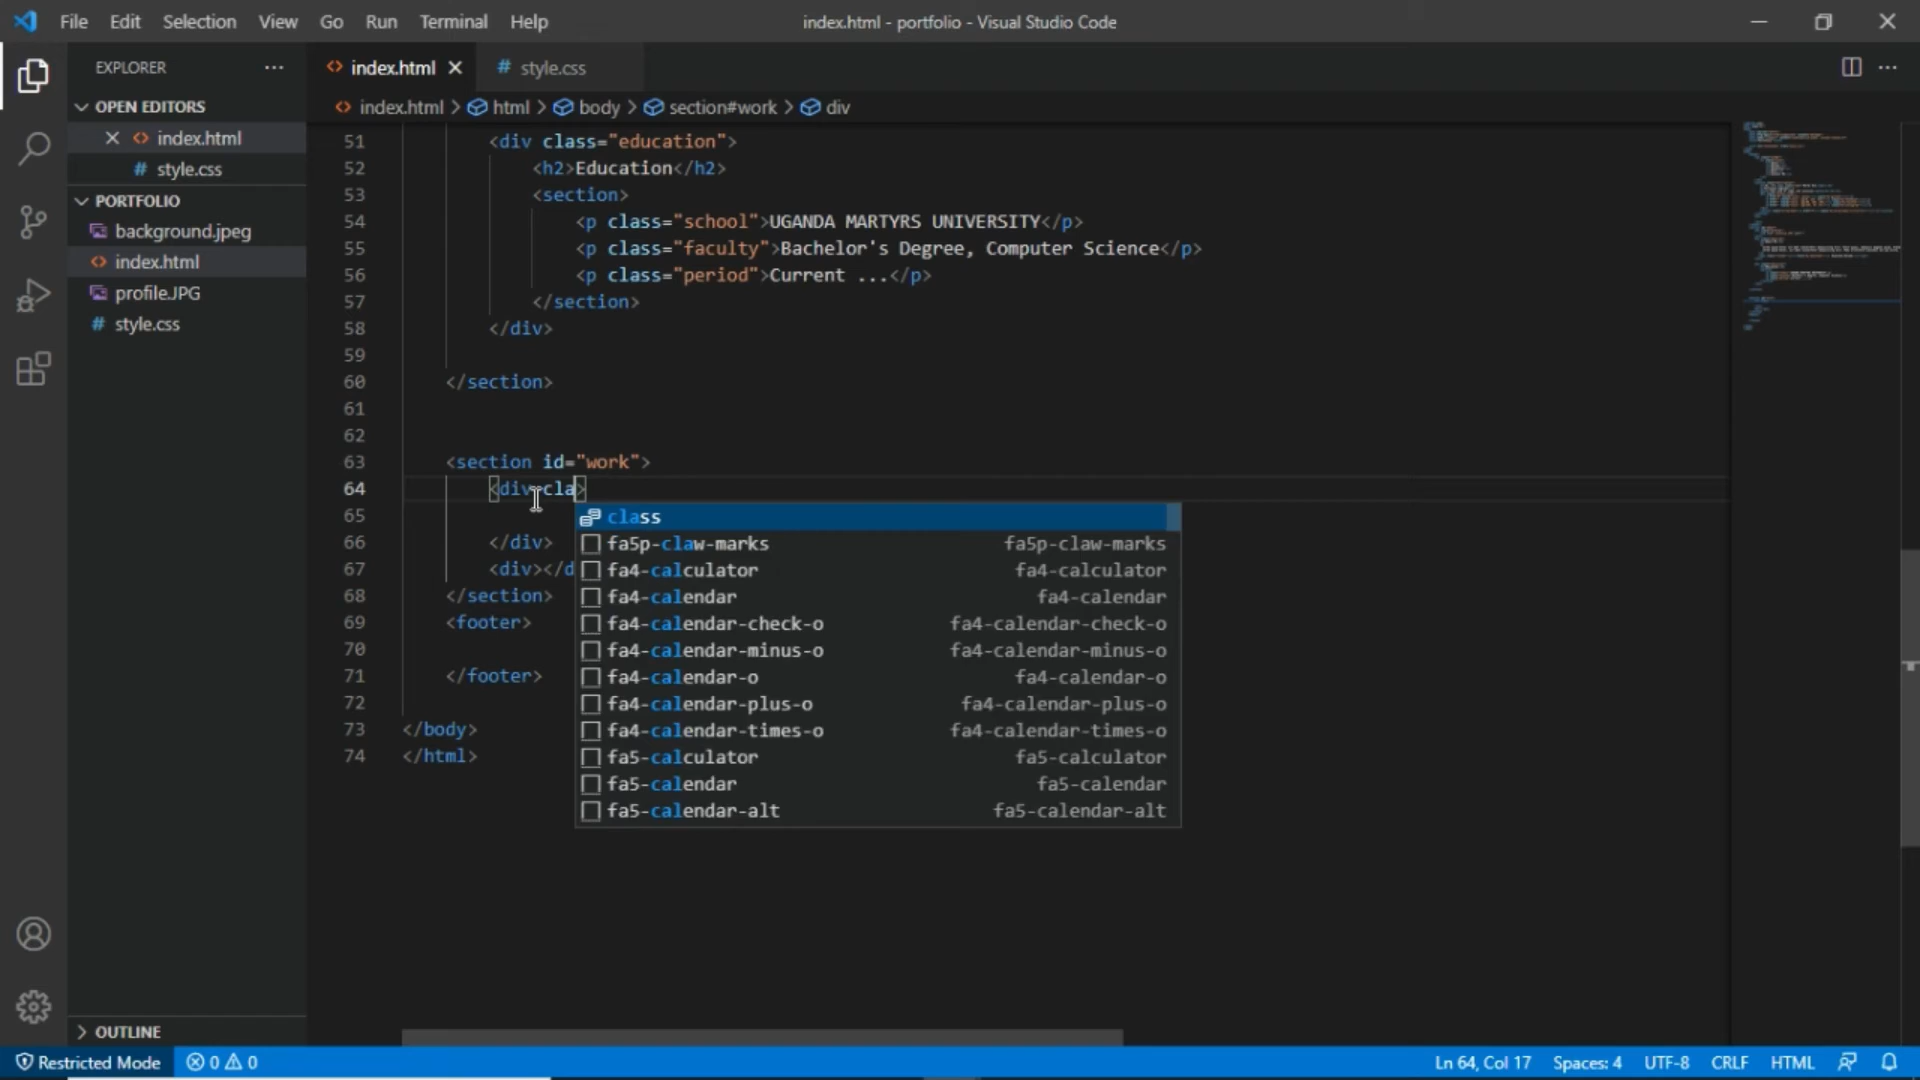 File Edit Selection View Go Run Terminal Help
index.html - portfolio - Visual Studio Code
EXPLORER
OPEN EDITORS
index.html
style.css
PORTFOLIO
background.jpeg
index.html
profile.JPG
style.css
OUTLINE
index.html
style.css
index.html > html > body > section#work > div
51 <div class="education">
52 <h2>Education</h2>
53 <section>
54 <p class="school">UGANDA MARTYRS UNIVERSITY</p>
55 <p class="faculty">Bachelor's Degree, Computer Science</p>
56 <p class="period">Current ...</p>
57 </section>
58 </div>
59
60 </section>
61
62
63 <section id="work">
64 <div cla>
65
66 </div>
67 <div></d
68 </section>
69 <footer>
70
71 </footer>
72
73 </body>
74 </html>
class
fa5p-claw-marks fa5p-claw-marks
fa4-calculator fa4-calculator
fa4-calendar fa4-calendar
fa4-calendar-check-o fa4-calendar-check-o
fa4-calendar-minus-o fa4-calendar-minus-o
fa4-calendar-o fa4-calendar-o
fa4-calendar-plus-o fa4-calendar-plus-o
fa4-calendar-times-o fa4-calendar-times-o
fa5-calculator fa5-calculator
fa5-calendar fa5-calendar
fa5-calendar-alt fa5-calendar-alt
Restricted Mode 0 0 Ln 64, Col 17 Spaces: 4 UTF-8 CRLF HTML